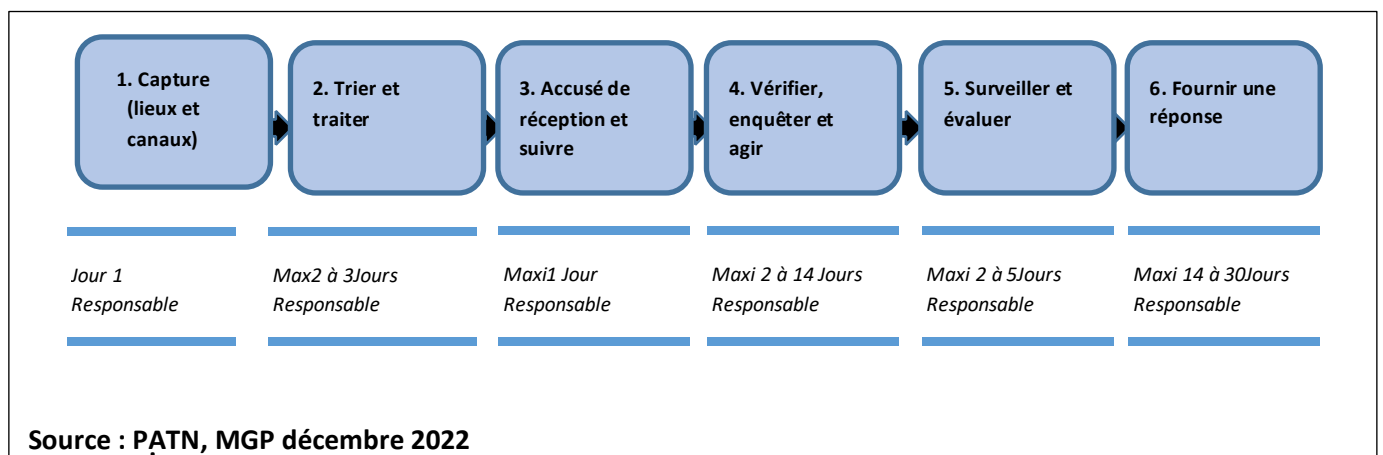 1. Capture
(lieux et
canaux)
2. Trier et
traiter
3. Accusé de
réception et
suivre
4. Vérifier,
enquêter et
agir
5. Surveiller et
évaluer
6. Fournir une
réponse
Jour 1
Responsable
Max2 à 3Jours
Responsable
Maxi1 Jour
Responsable
Maxi 2 à 14 Jours
Responsable
Maxi 2 à 5Jours
Responsable
Maxi 14 à 30Jours
Responsable
Source : PATN, MGP décembre 2022